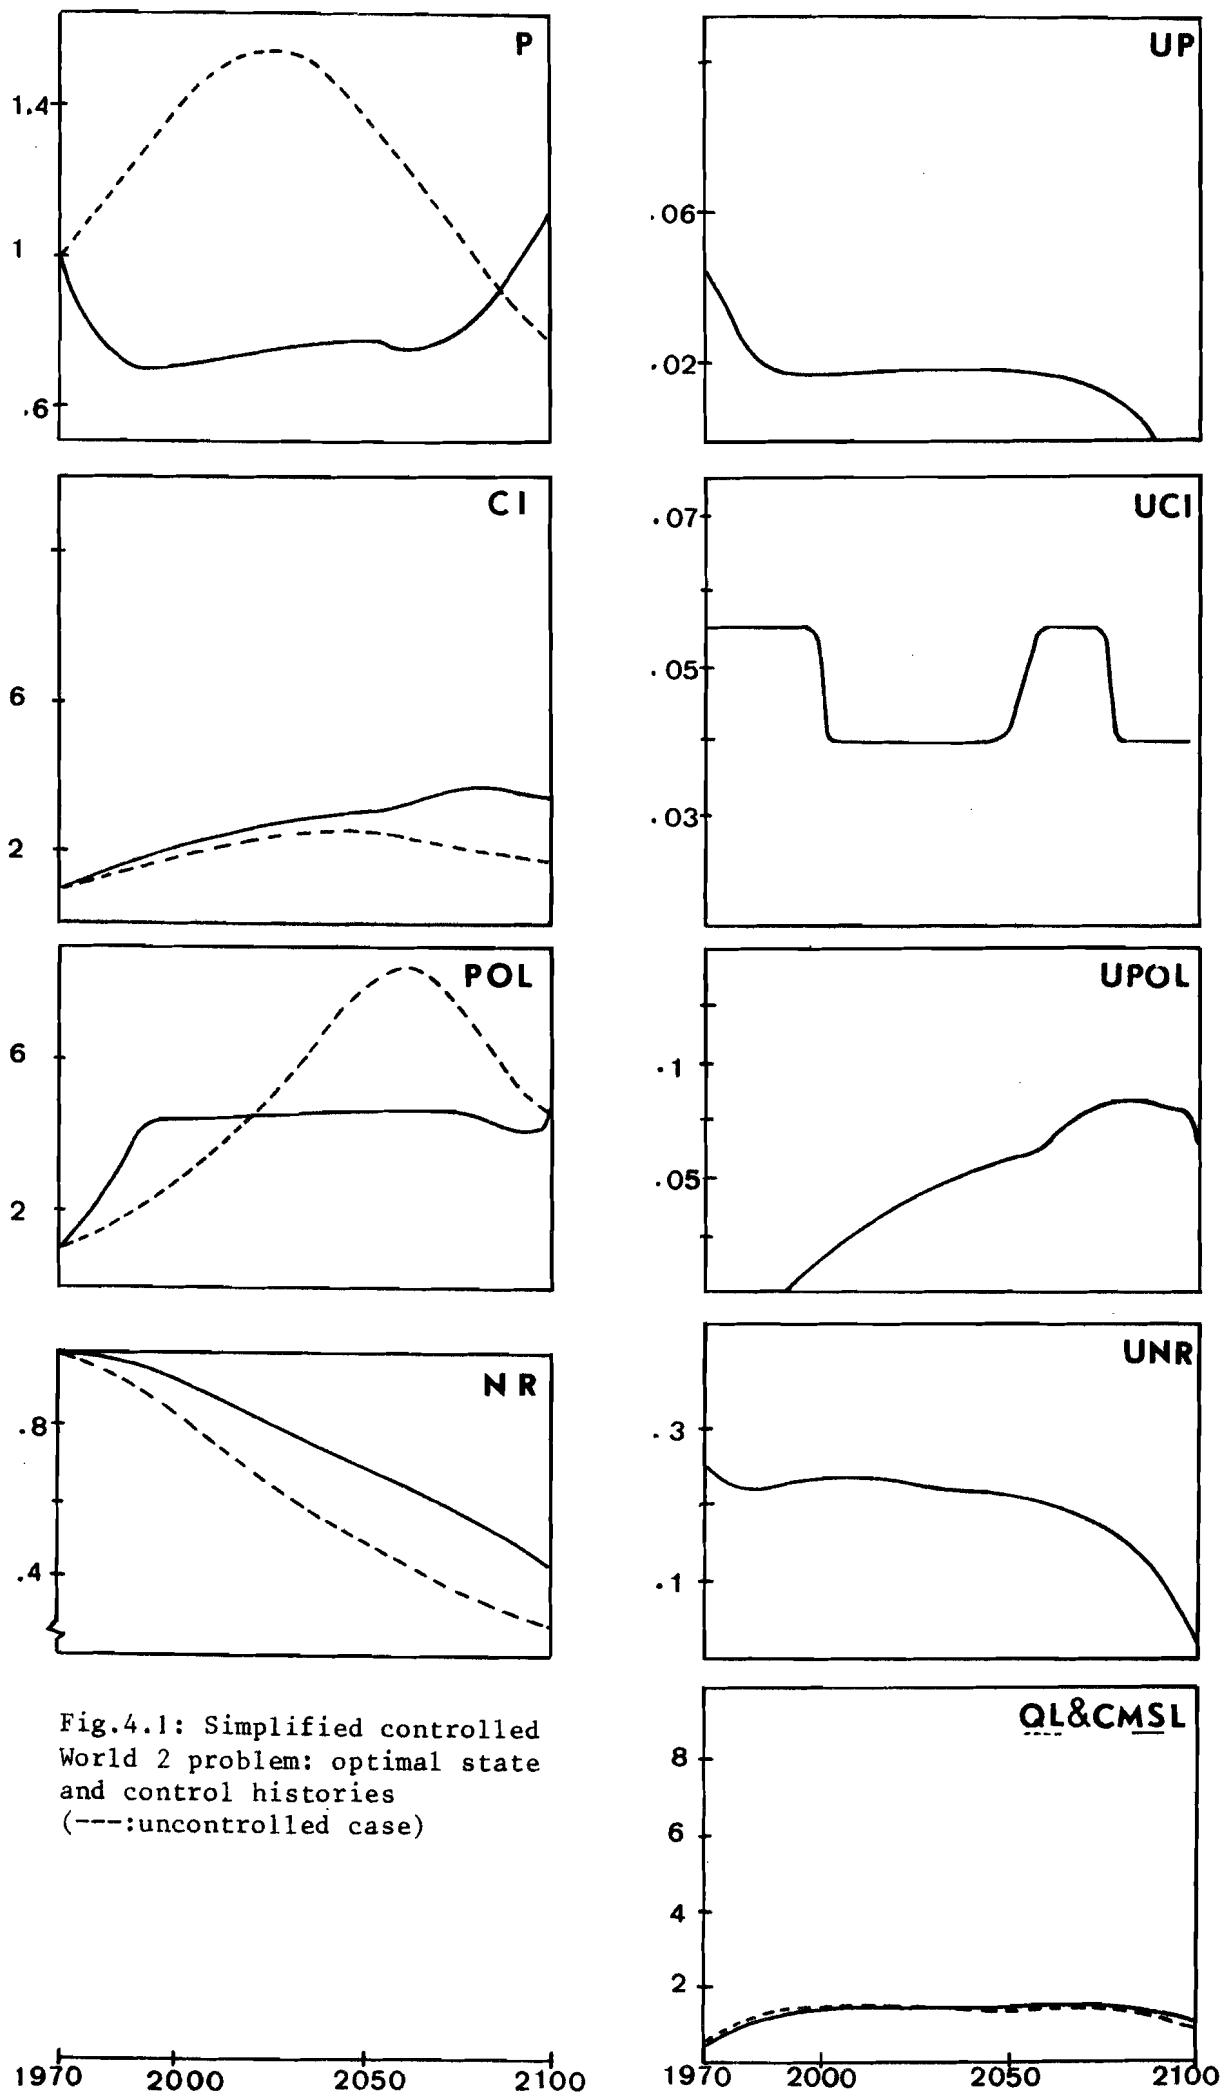 P
1.4
1
.6
UP
.06
.02
CI
6
2
UCI
.07
.05
.03
POL
6
2
UPOL
.1
.05
NR
.8
.4
UNR
.3
.1
Fig.4.1: Simplified controlled
World 2 problem: optimal state
and control histories
(---:uncontrolled case)
QL&CMSL
8
6
4
2
1970 2000 2050 2100
1970 2000 2050 2100